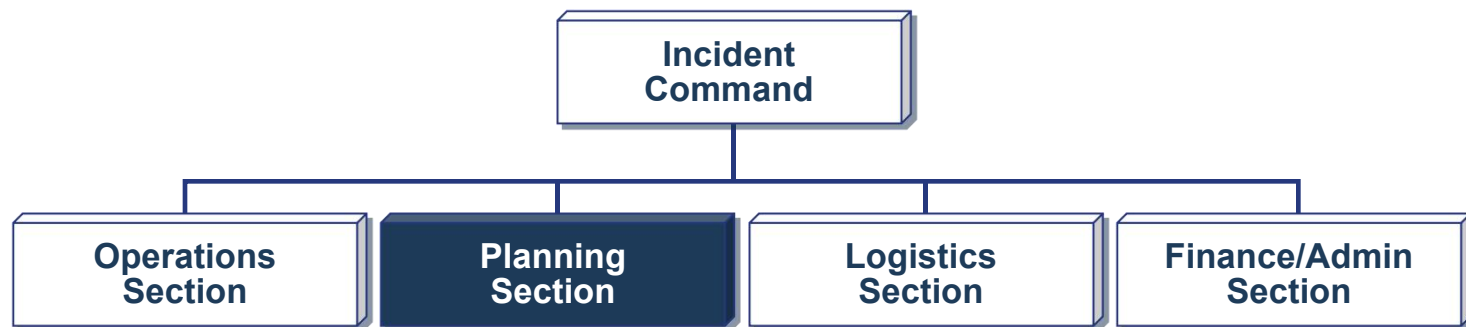 Incident
Command
Operations
Section
Planning
Section
Logistics
Section
Finance/Admin
Section